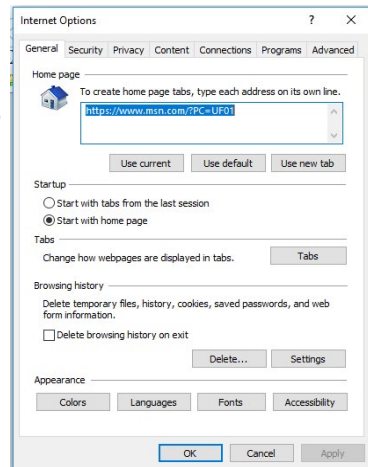 Internet Options ? X
General Security Privacy Content Connections Programs Advanced
Home page
To create home page tabs, type each address on its own line.
https://www.msn.com/?PC=UF01
Use current Use default Use new tab
Startup
Start with tabs from the last session
Start with home page
Tabs
Change how webpages are displayed in tabs. Tabs
Browsing history
Delete temporary files, history, cookies, saved passwords, and web
form information.
Delete browsing history on exit
Delete... Settings
Appearance
Colors Languages Fonts Accessibility
OK Cancel Apply